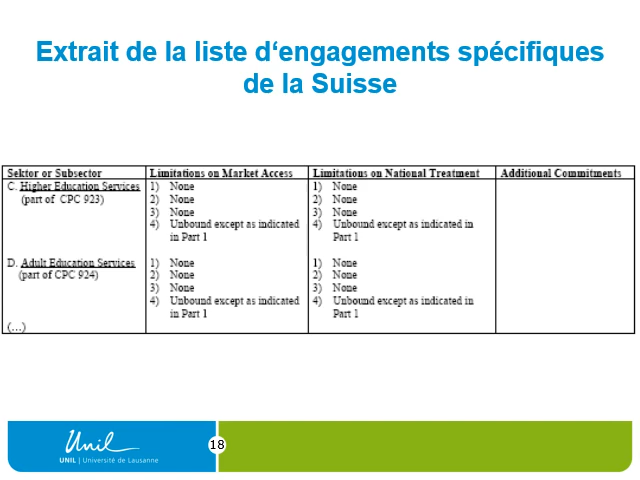 Extrait de la liste d‘engagements spécifiques
de la Suisse
Sektor or Subsector Limitations on Market Access Limitations on National Treatment Additional Commitments
C. Higher Education Services 1) None 1) None
(part of CPC 923) 2) None 2) None
3) None 3) None
4) Unbound except as indicated 4) Unbound except as indicated in
in Part 1 Part 1
D. Adult Education Services 1) None 1) None
(part of CPC 924) 2) None 2) None
3) None 3) None
4) Unbound except as indicated 4) Unbound except as indicated in
in Part 1 Part 1
(...)
Unil
UNIL | Université de Lausanne
18